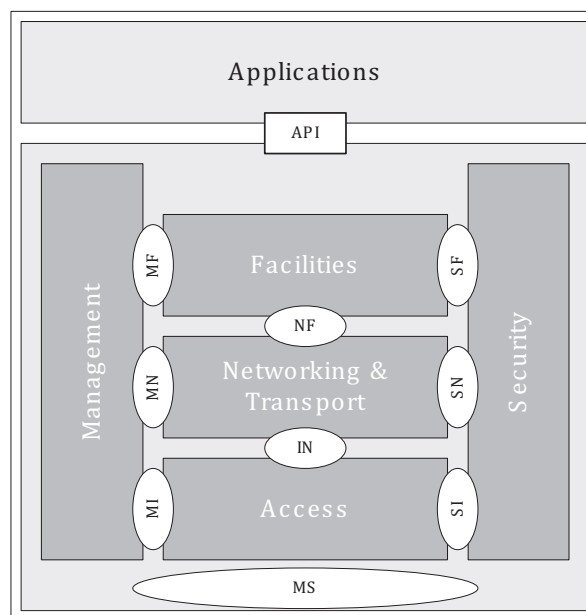 Applications
API
Management
MF
Facilities
SF
Security
NF
MN
Networking &
Transport
SN
IN
MI
Access
SI
MS